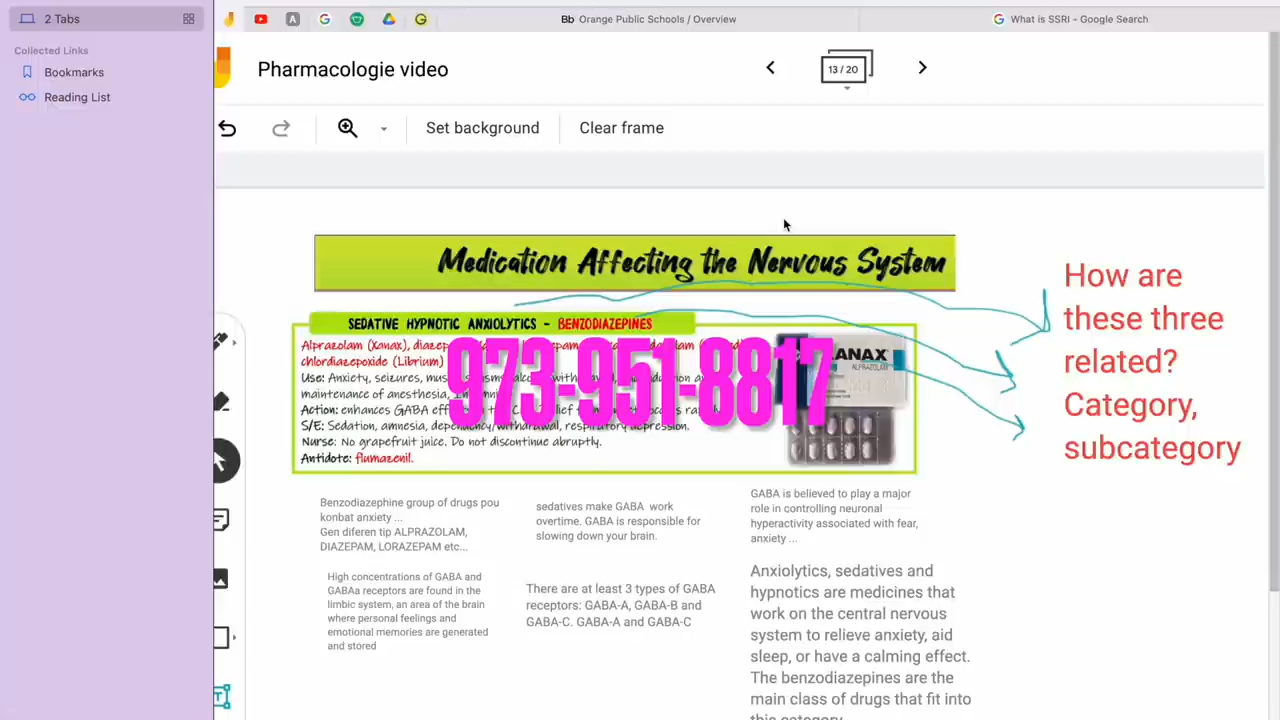 2 Tabs
Bb Orange Public Schools / Overview
What is SSRI - Google Search
Collected Links
Bookmarks
Reading List
Pharmacologie video
13 / 20
Set background
Clear frame
Medication Affecting the Nervous System
SEDATIVE HYPNOTIC ANXIOLYTICS - BENZODIAZEPINES
Alprazolam (Xanax),
chlordiazepoxide (Librium)
Use: Anxiety, seizures,
maintenance of anesthesia,
Action: enhances GABA
S/E: Sedation, amnesia, dependency, withdrawal, respiratory depression.
Nurse: No grapefruit juice. Do not discontinue abruptly.
Antidote: flumazenil.
973-951-8817
XANAX
ALPRAZOLAM
How are
these three
related?
Category,
subcategory
Benzodiazephine group of drugs pou
konbat anxiety ...
Gen diferen tip ALPRAZOLAM,
DIAZEPAM, LORAZEPAM etc...
sedatives make GABA work
overtime. GABA is responsible for
slowing down your brain.
GABA is believed to play a major
role in controlling neuronal
hyperactivity associated with fear,
anxiety ...
High concentrations of GABA and
GABAa receptors are found in the
limbic system, an area of the brain
where personal feelings and
emotional memories are generated
and stored
There are at least 3 types of GABA
receptors: GABA-A, GABA-B and
GABA-C. GABA-A and GABA-C
Anxiolytics, sedatives and
hypnotics are medicines that
work on the central nervous
system to relieve anxiety, aid
sleep, or have a calming effect.
The benzodiazepines are the
main class of drugs that fit into
this category